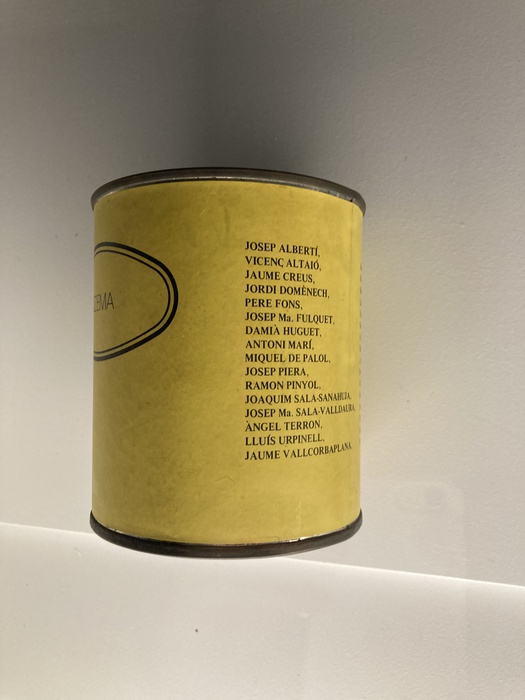 JOSEP ALBERTÍ,
VICENÇ ALTAIÓ,
JAUME CREUS,
JORDI DOMÈNECH,
PERE FONS,
JOSEP Ma. FULQUET,
DAMIÀ HUGUET,
ANTONI MARÍ,
MIQUEL DE PALOL,
JOSEP PIERA,
RAMON PINYOL,
JOAQUIM SALA-SANAHUJA,
JOSEP Ma. SALA-VALLDAURA,
ÀNGEL TERRON,
LLUÍS URPINELL,
JAUME VALLCORBAPLANA,